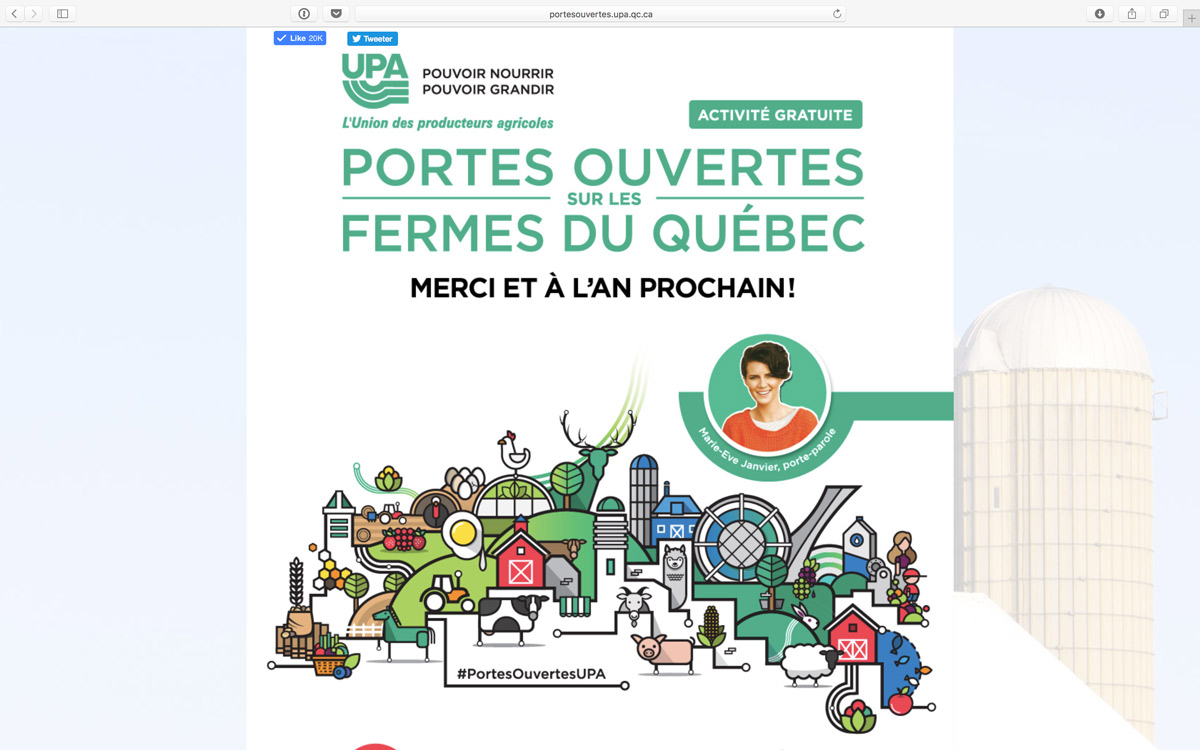 portesouvertes.upa.qc.ca
Like 20K
Tweeter
UPA
POUVOIR NOURRIR
POUVOIR GRANDIR
L'Union des producteurs agricoles
ACTIVITÉ GRATUITE
PORTES OUVERTES
SUR LES
FERMES DU QUÉBEC
MERCI ET À L'AN PROCHAIN!
Marie-Eve Janvier, porte-parole
#PortesOuvertesUPA